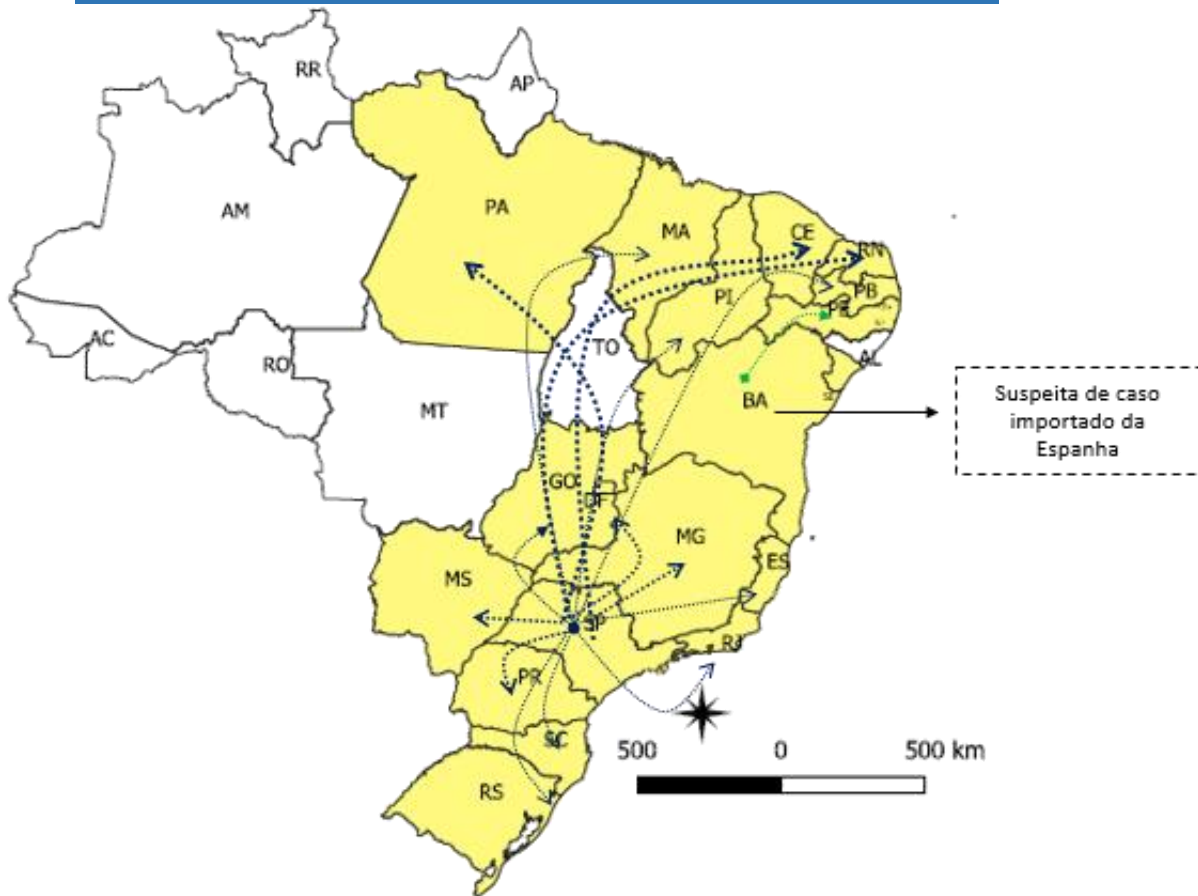 RR
AP
AM
PA
MA
CE
RN
PB
PI
PE
AC
RO
TO
AL
MT
BA
SE
Suspeita de caso
importado da
Espanha
GO
DF
MG
MS
ES
SP
RJ
PR
SC
RS
500 0 500 km